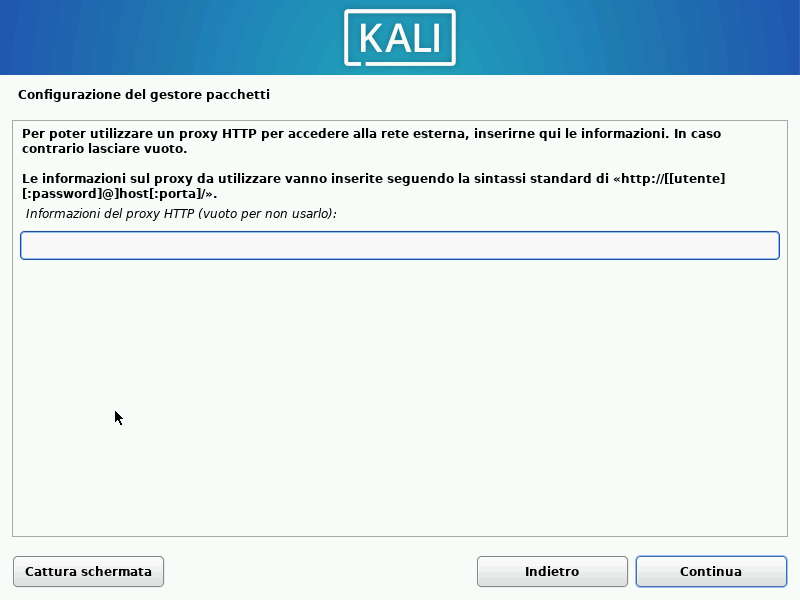 KALI
Configurazione del gestore pacchetti
Per poter utilizzare un proxy HTTP per accedere alla rete esterna, inserirne qui le informazioni. In caso
contrario lasciare vuoto.
Le informazioni sul proxy da utilizzare vanno inserite seguendo la sintassi standard di «http://[[utente]
[:password]@]host[:porta]/».
Informazioni del proxy HTTP (vuoto per non usarlo):
Cattura schermata
Indietro
Continua